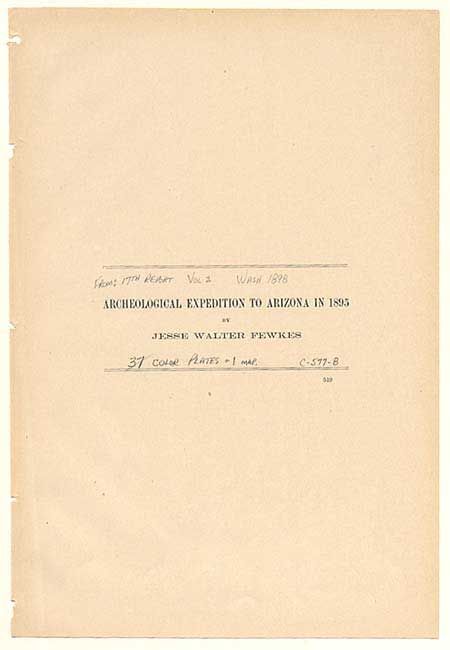 FROM: 17TH REPORT VOL 2 WASH 1898
ARCHEOLOGICAL EXPEDITION TO ARIZONA IN 1895
BY
JESSE WALTER FEWKES
37 COLOR PLATES + 1 MAP. C-577-B
519